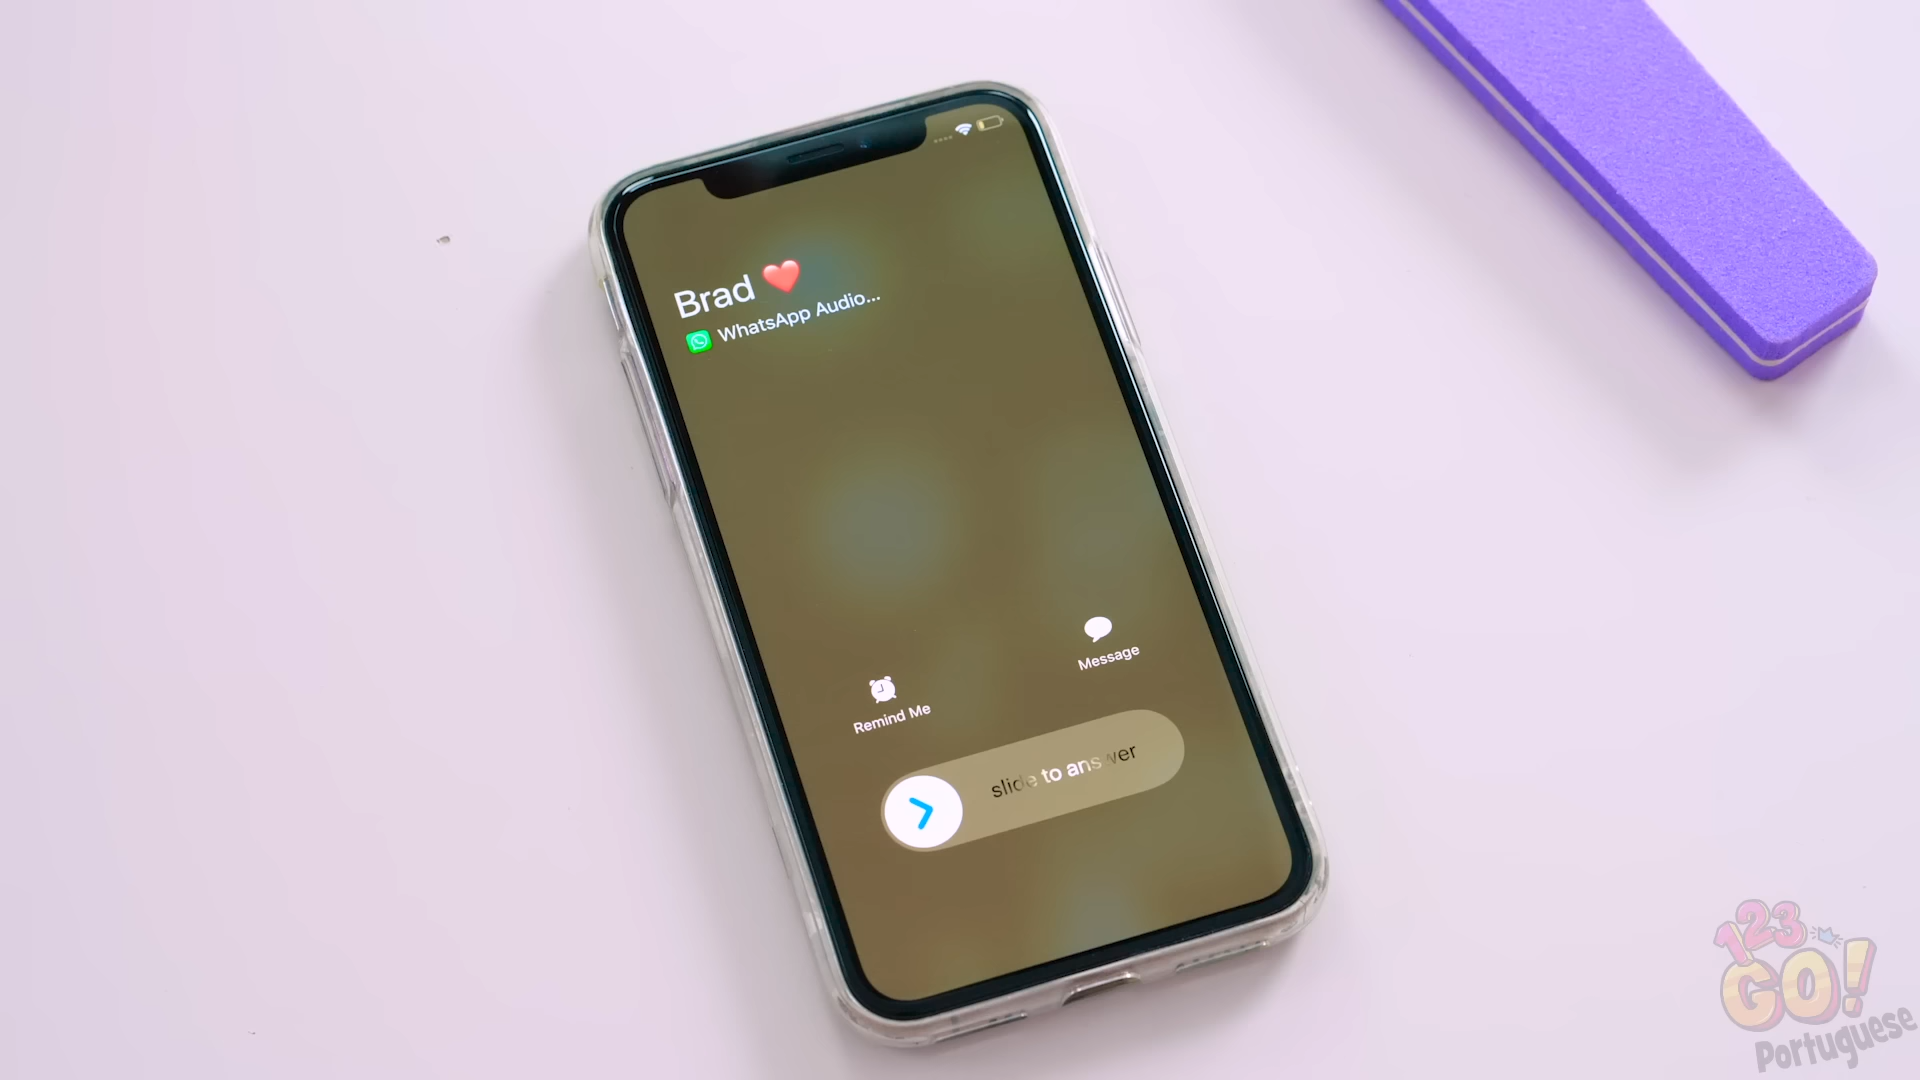 Brad ❤️
WhatsApp Audio...
Message
Remind Me
slide to answer
123
GO!
Portuguese